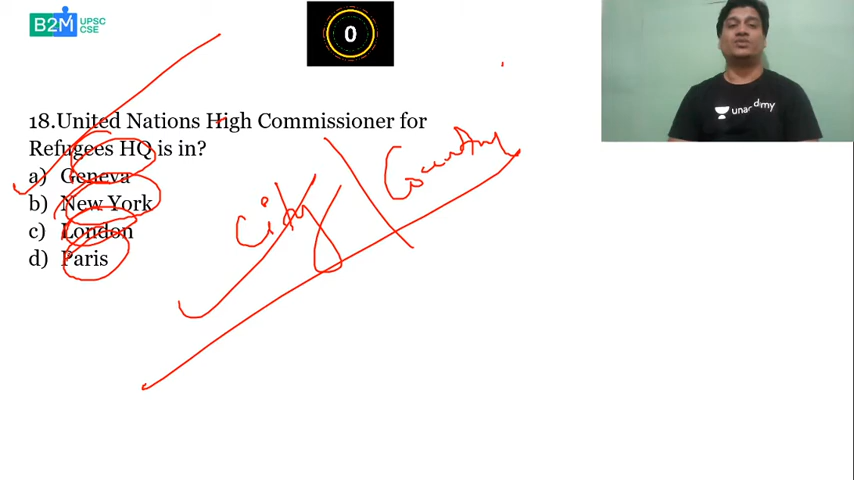 B2M UPSC
CSE
0
unacademy
18.United Nations High Commissioner for
Refugees HQ is in?
a) Geneva
b) New York
c) London
d) Paris
City
Country